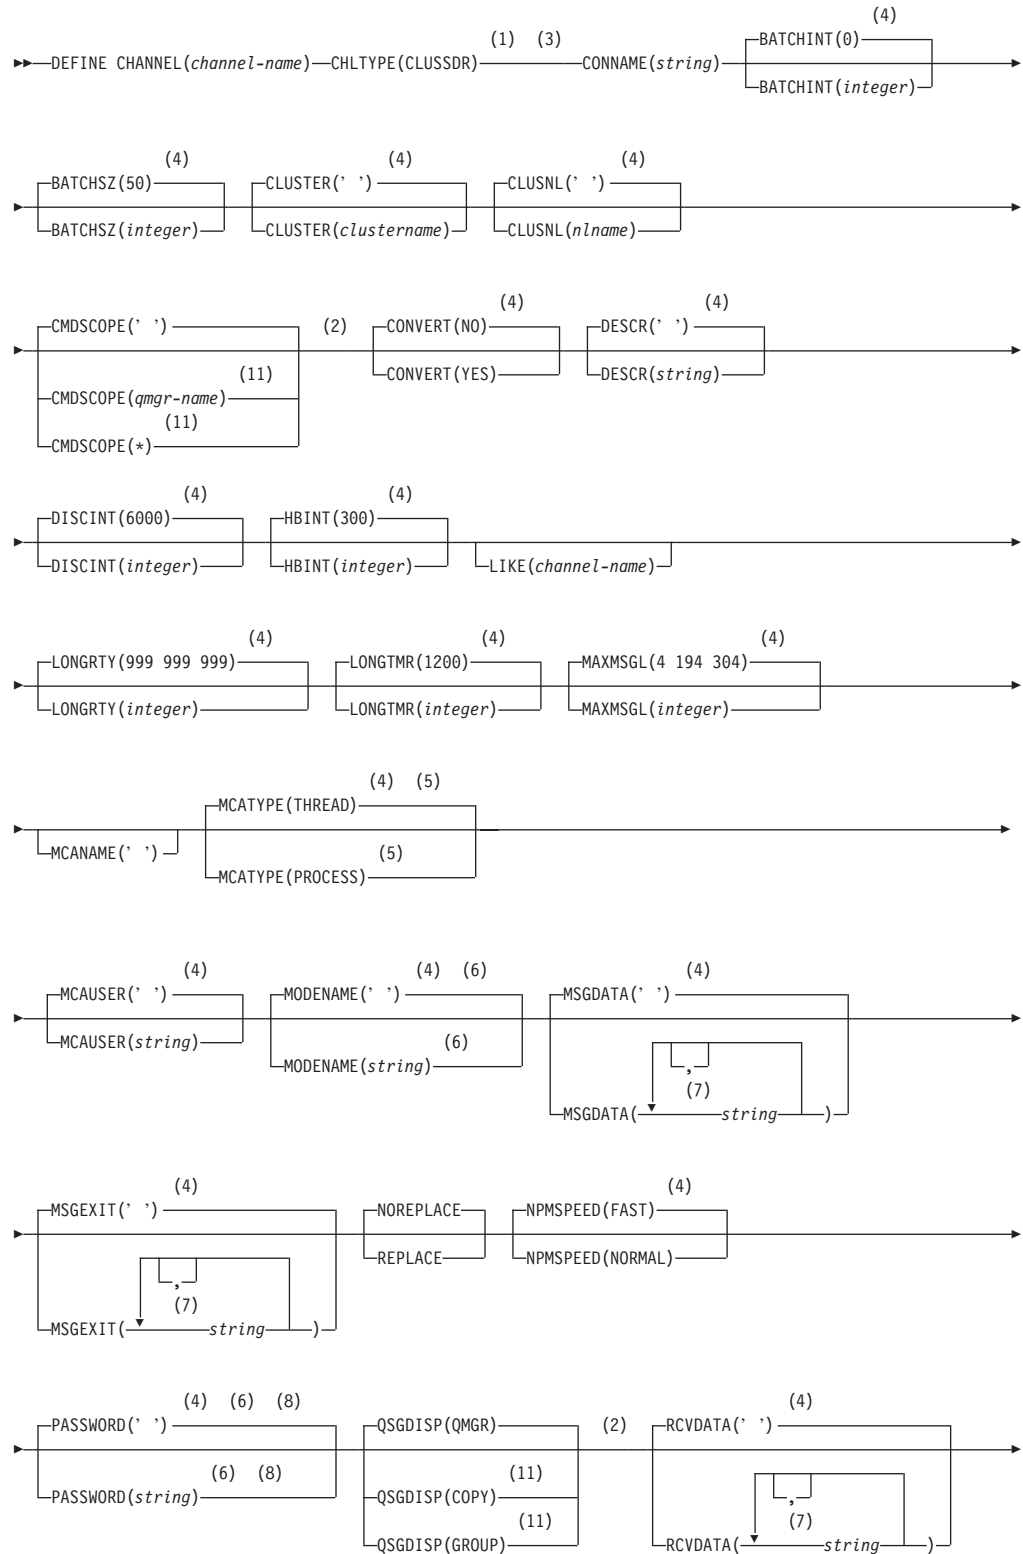 (4)
(1) (3) BATCHINT(0)
DEFINE CHANNEL(channel-name) CHLTYPE(CLUSSDR) CONNAME(string)
BATCHINT(integer)
(4) (4) (4)
BATCHSZ(50) CLUSTER(’ ’) CLUSNL(’ ’)
BATCHSZ(integer) CLUSTER(clustername) CLUSNL(nlname)
(4) (4)
CMDSCOPE(’ ’) (2) CONVERT(NO) DESCR(’ ’)
(11) CONVERT(YES) DESCR(string)
CMDSCOPE(qmgr-name)
(11)
CMDSCOPE(*)
(4) (4)
DISCINT(6000) HBINT(300)
DISCINT(integer) HBINT(integer) LIKE(channel-name)
(4) (4) (4)
LONGRTY(999 999 999) LONGTMR(1200) MAXMSGL(4 194 304)
LONGRTY(integer) LONGTMR(integer) MAXMSGL(integer)
(4) (5)
MCATYPE(THREAD)
MCANAME(’ ’) (5)
MCATYPE(PROCESS)
(4) (4) (6) (4)
MCAUSER(’ ’) MODENAME(’ ’) MSGDATA(’ ’)
MCAUSER(string) (6)
MODENAME(string) ,
(7)
MSGDATA( string )
(4) (4)
MSGEXIT(’ ’) NOREPLACE NPMSPEED(FAST)
REPLACE NPMSPEED(NORMAL)
,
(7)
MSGEXIT( string )
(4) (6) (8) (4)
PASSWORD(’ ’) QSGDISP(QMGR) (2) RCVDATA(’ ’)
(6) (8) (11)
PASSWORD(string) QSGDISP(COPY) ,
(11) (7)
QSGDISP(GROUP) RCVDATA( string )